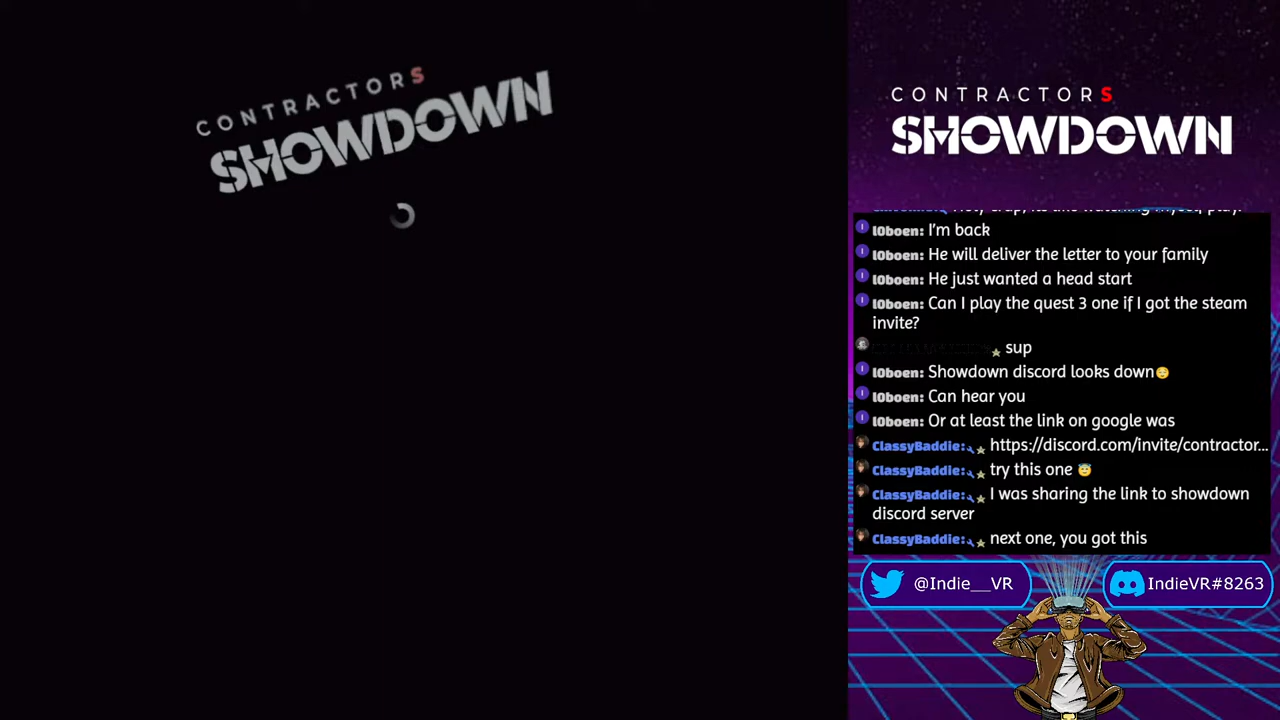 CONTRACTORS
SHOWDOWN
CONTRACTORS
SHOWDOWN
l0boen: I'm back
l0boen: He will deliver the letter to your family
l0boen: He just wanted a head start
l0boen: Can I play the quest 3 one if I got the steam
invite?
sup
l0boen: Showdown discord looks down😌
l0boen: Can hear you
l0boen: Or at least the link on google was
ClassyBaddie: https://discord.com/invite/contractor...
ClassyBaddie: try this one 😇
ClassyBaddie: I was sharing the link to showdown
discord server
ClassyBaddie: next one, you got this
@Indie__VR
IndieVR#8263